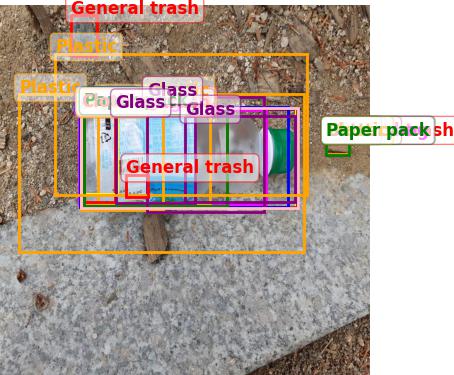 General trash
Plastic
Plastic
Glass
Glass
Glass
Paper pack
General trash